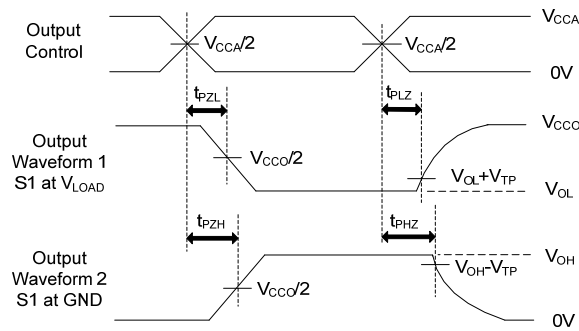 Output
Control
VCCA/2
VCCA/2
VCCA
0V
tPZL
tPLZ
Output
Waveform 1
S1 at VLOAD
VCCO/2
VCCO
VOL+VTP
VOL
tPZH
tPHZ
Output
Waveform 2
S1 at GND
VCCO/2
VOH
VOH-VTP
0V